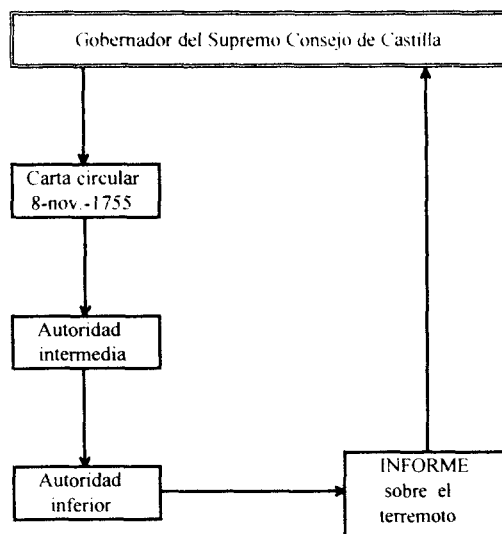 Gobernador del Supremo Consejo de Castilla
Carta circular
8-nov.-1755
Autoridad
intermedia
Autoridad
inferior
INFORME
sobre el
terremoto